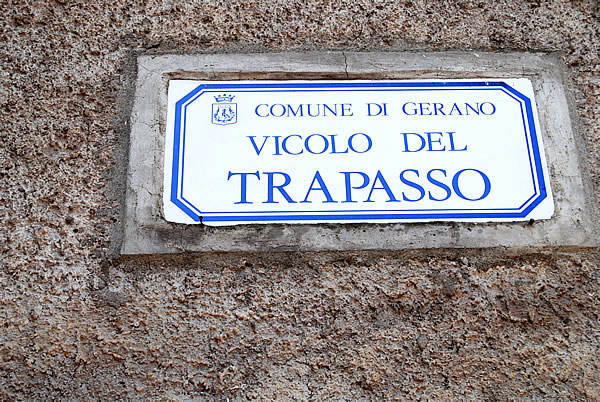 COMUNE DI GERANO
VICOLO DEL
TRAPASSO